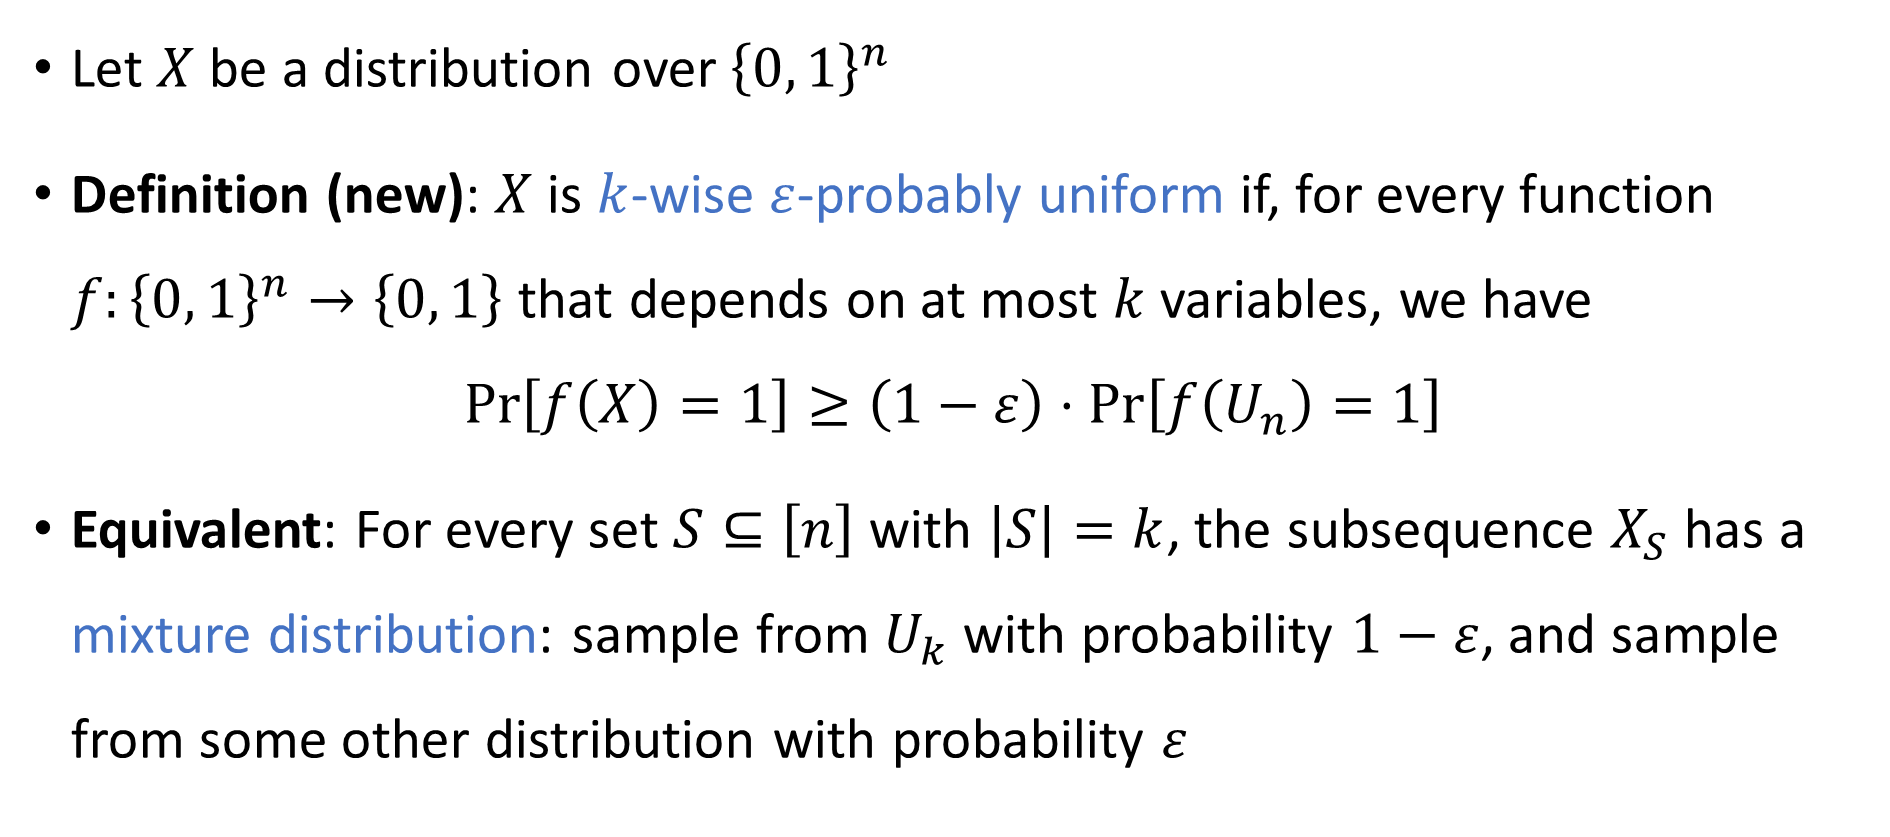 • Let X be a distribution over {0, 1}ⁿ
• Definition (new): X is k-wise ε-probably uniform if, for every function
f: {0, 1}ⁿ → {0, 1} that depends on at most k variables, we have
Pr[f(X) = 1] ≥ (1 − ε) · Pr[f(Uₙ) = 1]
• Equivalent: For every set S ⊆ [n] with |S| = k, the subsequence X_S has a
mixture distribution: sample from U_k with probability 1 − ε, and sample
from some other distribution with probability ε